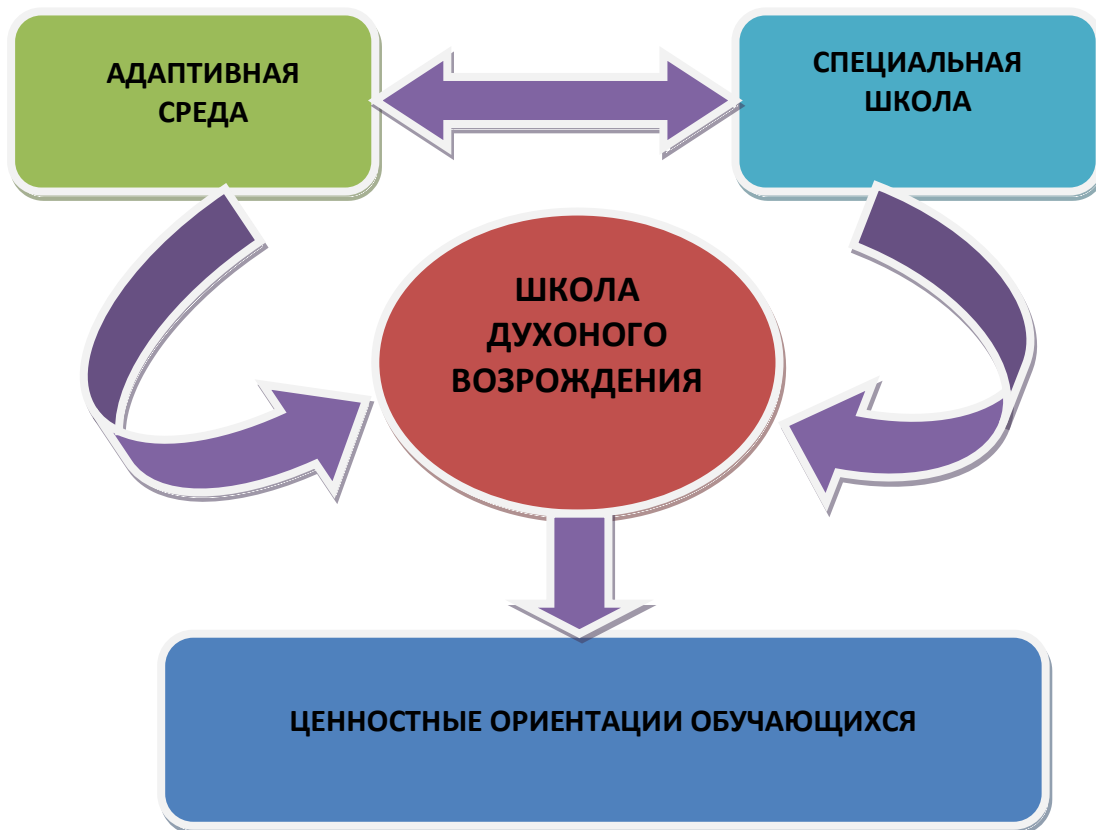 АДАПТИВНАЯ
СРЕДА
СПЕЦИАЛЬНАЯ
ШКОЛА
ШКОЛА
ДУХОНОГО
ВОЗРОЖДЕНИЯ
ЦЕННОСТНЫЕ ОРИЕНТАЦИИ ОБУЧАЮЩИХСЯ